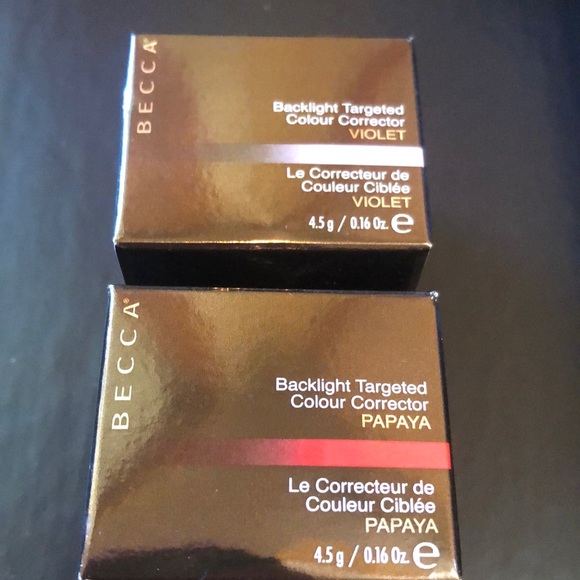 BECCA®
Backlight Targeted
Colour Corrector
VIOLET
Le Correcteur de
Couleur Ciblée
VIOLET
4.5 g / 0.16 Oz. e
BECCA®
Backlight Targeted
Colour Corrector
PAPAYA
Le Correcteur de
Couleur Ciblée
PAPAYA
4.5 g / 0.16 Oz. e